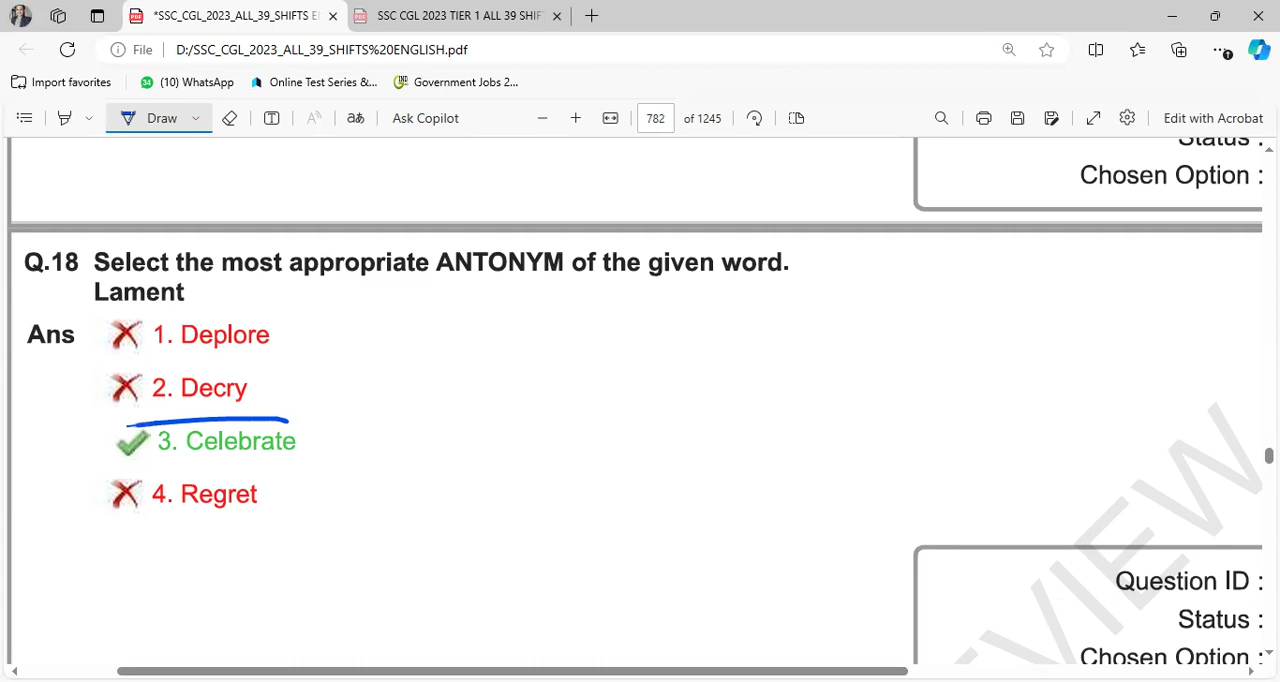 *SSC_CGL_2023_ALL_39_SHIFTS E
SSC CGL 2023 TIER 1 ALL 39 SHIF
File
D:/SSC_CGL_2023_ALL_39_SHIFTS%20ENGLISH.pdf
Import favorites
34 (10) WhatsApp
Online Test Series &...
Government Jobs 2...
Draw
Ask Copilot
782 of 1245
Edit with Acrobat
Status :
Chosen Option :
Q.18 Select the most appropriate ANTONYM of the given word.
Lament
Ans 1. Deplore
2. Decry
3. Celebrate
4. Regret
Question ID :
Status :
Chosen Option :
VIEW